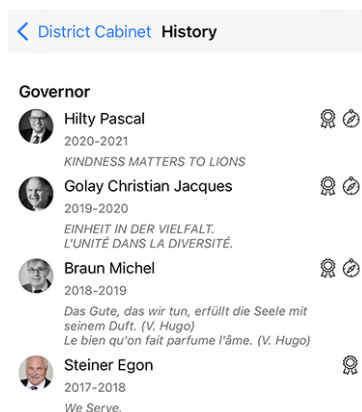 District Cabinet History
Governor
Hilty Pascal
2020-2021
KINDNESS MATTERS TO LIONS
Golay Christian Jacques
2019-2020
EINHEIT IN DER VIELFALT.
L'UNITÉ DANS LA DIVERSITÉ.
Braun Michel
2018-2019
Das Gute, das wir tun, erfüllt die Seele mit
seinem Duft. (V. Hugo)
Le bien qu'on fait parfume l'âme. (V. Hugo)
Steiner Egon
2017-2018
We Serve.